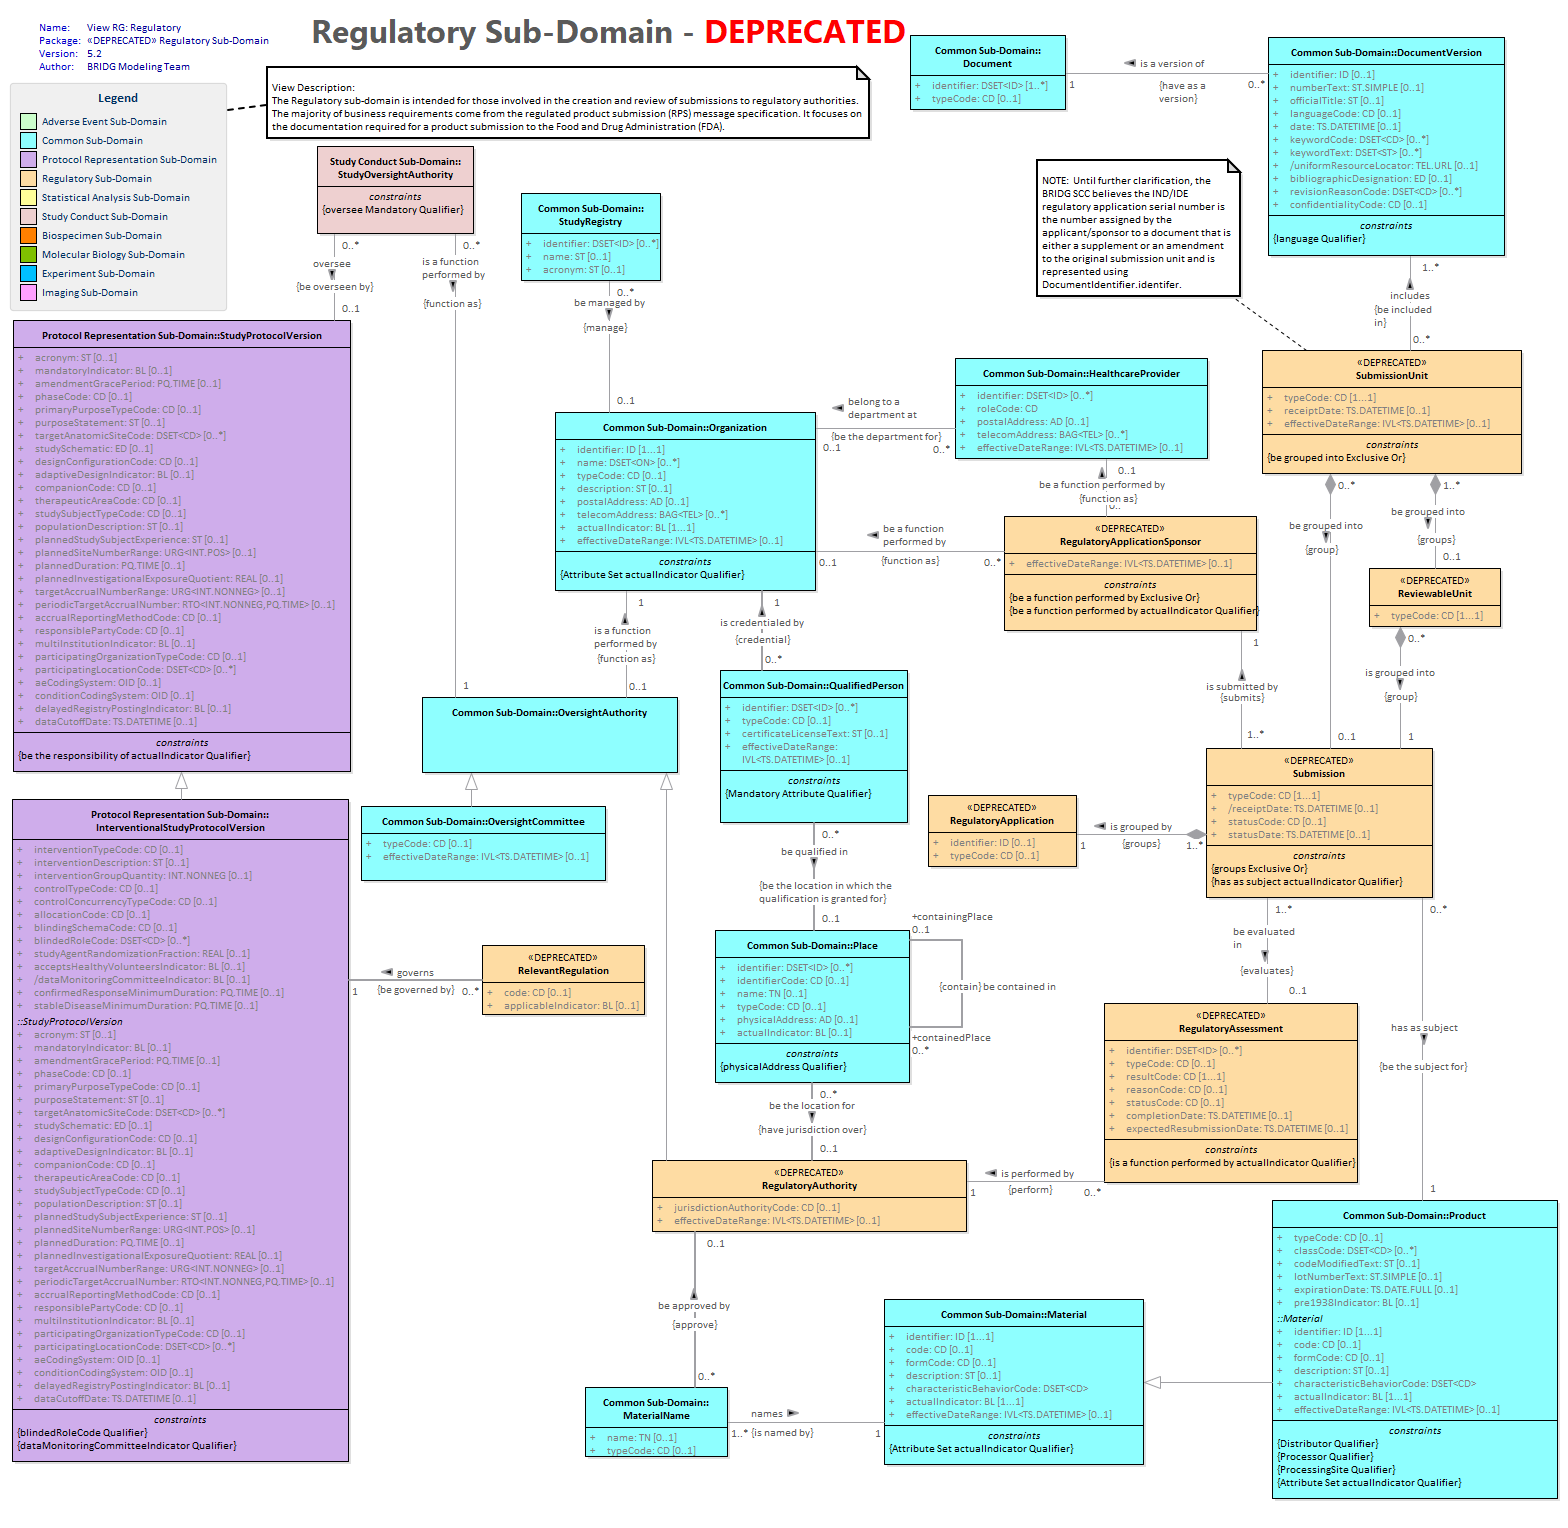 Name: View RG: Regulatory
Package: «DEPRECATED» Regulatory Sub-Domain
Version: 5.2
Author: BRIDG Modeling Team
Regulatory Sub-Domain - DEPRECATED
Legend
Adverse Event Sub-Domain
Common Sub-Domain
Protocol Representation Sub-Domain
Regulatory Sub-Domain
Statistical Analysis Sub-Domain
Study Conduct Sub-Domain
Biospecimen Sub-Domain
Molecular Biology Sub-Domain
Experiment Sub-Domain
Imaging Sub-Domain
View Description:
The Regulatory sub-domain is intended for those involved in the creation and review of submissions to regulatory authorities.
The majority of business requirements come from the regulated product submission (RPS) message specification. It focuses on
the documentation required for a product submission to the Food and Drug Administration (FDA).
Common Sub-Domain::
Document
+ identifier: DSET<ID> [1..*]
+ typeCode: CD [0..1]
is a version of
{have as a
version}
1
0..*
Common Sub-Domain::DocumentVersion
+ identifier: ID [0..1]
+ numberText: ST.SIMPLE [0..1]
+ officialTitle: ST [0..1]
+ languageCode: CD [0..1]
+ date: TS.DATETIME [0..1]
+ keywordCode: DSET<CD> [0..*]
+ keywordText: DSET<ST> [0..*]
+ /uniformResourceLocator: TEL.URL [0..1]
+ bibliographicDesignation: ED [0..1]
+ revisionReasonCode: DSET<CD> [0..*]
+ confidentialityCode: CD [0..1]
constraints
{language Qualifier}
NOTE: Until further clarification, the
BRIDG SCC believes the IND/IDE
regulatory application serial number is
the number assigned by the
applicant/sponsor to a document that is
either a supplement or an amendment
to the original submission unit and is
represented using
DocumentIdentifier.identifer.
Study Conduct Sub-Domain::
StudyOversightAuthority
constraints
{oversee Mandatory Qualifier}
0..*
oversee
{be overseen by}
0..1
0..*
is a function
performed by
{function as}
1
Common Sub-Domain::
StudyRegistry
+ identifier: DSET<ID> [0..*]
+ name: ST [0..1]
+ acronym: ST [0..1]
0..*
be managed by
{manage}
0..1
1..*
includes
{be included
in}
0..*
Protocol Representation Sub-Domain::StudyProtocolVersion
+ acronym: ST [0..1]
+ mandatoryIndicator: BL [0..1]
+ amendmentGracePeriod: PQ.TIME [0..1]
+ phaseCode: CD [0..1]
+ primaryPurposeTypeCode: CD [0..1]
+ purposeStatement: ST [0..1]
+ targetAnatomicSiteCode: DSET<CD> [0..*]
+ studySchematic: ED [0..1]
+ designConfigurationCode: CD [0..1]
+ adaptiveDesignIndicator: BL [0..1]
+ companionCode: CD [0..1]
+ therapeuticAreaCode: CD [0..1]
+ studySubjectTypeCode: CD [0..1]
+ populationDescription: ST [0..1]
+ plannedStudySubjectExperience: ST [0..1]
+ plannedSiteNumberRange: URG<INT.POS> [0..1]
+ plannedDuration: PQ.TIME [0..1]
+ plannedInvestigationalExposureQuotient: REAL [0..1]
+ targetAccrualNumberRange: URG<INT.NONNEG> [0..1]
+ periodicTargetAccrualNumber: RTO<INT.NONNEG,PQ.TIME> [0..1]
+ accrualReportingMethodCode: CD [0..1]
+ responsiblePartyCode: CD [0..1]
+ multiInstitutionIndicator: BL [0..1]
+ participatingOrganizationTypeCode: CD [0..1]
+ participatingLocationCode: DSET<CD> [0..*]
+ aeCodingSystem: OID [0..1]
+ conditionCodingSystem: OID [0..1]
+ delayedRegistryPostingIndicator: BL [0..1]
+ dataCutoffDate: TS.DATETIME [0..1]
constraints
{be the responsibility of actualIndicator Qualifier}
Common Sub-Domain::Organization
+ identifier: ID [1...1]
+ name: DSET<ON> [0..*]
+ typeCode: CD [0..1]
+ description: ST [0..1]
+ postalAddress: AD [0..1]
+ telecomAddress: BAG<TEL> [0..*]
+ actualIndicator: BL [1...1]
+ effectiveDateRange: IVL<TS.DATETIME> [0..1]
constraints
{Attribute Set actualIndicator Qualifier}
belong to a
department at
{be the department for}
0..1
0..*
Common Sub-Domain::HealthcareProvider
+ identifier: DSET<ID> [0..*]
+ roleCode: CD
+ postalAddress: AD [0..1]
+ telecomAddress: BAG<TEL> [0..*]
+ effectiveDateRange: IVL<TS.DATETIME> [0..1]
0..1
be a function performed by
{function as}
0..
«DEPRECATED»
SubmissionUnit
+ typeCode: CD [1...1]
+ receiptDate: TS.DATETIME [0..1]
+ effectiveDateRange: IVL<TS.DATETIME> [0..1]
constraints
{be grouped into Exclusive Or}
0..*
be grouped into
{group}
0..1
1..*
be grouped into
{groups}
0..1
be a function
performed by
{function as}
0..1
0..*
«DEPRECATED»
RegulatoryApplicationSponsor
+ effectiveDateRange: IVL<TS.DATETIME> [0..1]
constraints
{be a function performed by Exclusive Or}
{be a function performed by actualIndicator Qualifier}
«DEPRECATED»
ReviewableUnit
+ typeCode: CD [1...1]
0..*
is grouped into
{group}
1
1
is a function
performed by
{function as}
0..1
1
is credentialed by
{credential}
0..*
1
is submitted by
{submits}
1..*
Common Sub-Domain::OversightAuthority
Common Sub-Domain::QualifiedPerson
+ identifier: DSET<ID> [0..*]
+ typeCode: CD [0..1]
+ certificateLicenseText: ST [0..1]
+ effectiveDateRange:
IVL<TS.DATETIME> [0..1]
constraints
{Mandatory Attribute Qualifier}
«DEPRECATED»
Submission
+ typeCode: CD [1...1]
+ /receiptDate: TS.DATETIME [0..1]
+ statusCode: CD [0..1]
+ statusDate: TS.DATETIME [0..1]
constraints
{groups Exclusive Or}
{has as subject actualIndicator Qualifier}
Protocol Representation Sub-Domain::
InterventionalStudyProtocolVersion
+ interventionTypeCode: CD [0..1]
+ interventionDescription: ST [0..1]
+ interventionGroupQuantity: INT.NONNEG [0..1]
+ controlTypeCode: CD [0..1]
+ controlConcurrencyTypeCode: CD [0..1]
+ allocationCode: CD [0..1]
+ blindingSchemaCode: CD [0..1]
+ blindedRoleCode: DSET<CD> [0..*]
+ studyAgentRandomizationFraction: REAL [0..1]
+ acceptsHealthyVolunteersIndicator: BL [0..1]
+ /dataMonitoringCommitteeIndicator: BL [0..1]
+ confirmedResponseMinimumDuration: PQ.TIME [0..1]
+ stableDiseaseMinimumDuration: PQ.TIME [0..1]
::StudyProtocolVersion
+ acronym: ST [0..1]
+ mandatoryIndicator: BL [0..1]
+ amendmentGracePeriod: PQ.TIME [0..1]
+ phaseCode: CD [0..1]
+ primaryPurposeTypeCode: CD [0..1]
+ purposeStatement: ST [0..1]
+ targetAnatomicSiteCode: DSET<CD> [0..*]
+ studySchematic: ED [0..1]
+ designConfigurationCode: CD [0..1]
+ adaptiveDesignIndicator: BL [0..1]
+ companionCode: CD [0..1]
+ therapeuticAreaCode: CD [0..1]
+ studySubjectTypeCode: CD [0..1]
+ populationDescription: ST [0..1]
+ plannedStudySubjectExperience: ST [0..1]
+ plannedSiteNumberRange: URG<INT.POS> [0..1]
+ plannedDuration: PQ.TIME [0..1]
+ plannedInvestigationalExposureQuotient: REAL [0..1]
+ targetAccrualNumberRange: URG<INT.NONNEG> [0..1]
+ periodicTargetAccrualNumber: RTO<INT.NONNEG,PQ.TIME> [0..1]
+ accrualReportingMethodCode: CD [0..1]
+ responsiblePartyCode: CD [0..1]
+ multiInstitutionIndicator: BL [0..1]
+ participatingOrganizationTypeCode: CD [0..1]
+ participatingLocationCode: DSET<CD> [0..*]
+ aeCodingSystem: OID [0..1]
+ conditionCodingSystem: OID [0..1]
+ delayedRegistryPostingIndicator: BL [0..1]
+ dataCutoffDate: TS.DATETIME [0..1]
constraints
{blindedRoleCode Qualifier}
{dataMonitoringCommitteeIndicator Qualifier}
Common Sub-Domain::OversightCommittee
+ typeCode: CD [0..1]
+ effectiveDateRange: IVL<TS.DATETIME> [0..1]
«DEPRECATED»
RegulatoryApplication
+ identifier: ID [0..1]
+ typeCode: CD [0..1]
is grouped by
{groups}
1
1..*
0..*
be qualified in
{be the location in which the
qualification is granted for}
0..1
governs
{be governed by}
1
0..*
«DEPRECATED»
RelevantRegulation
+ code: CD [0..1]
+ applicableIndicator: BL [0..1]
Common Sub-Domain::Place
+ identifier: DSET<ID> [0..*]
+ identifierCode: CD [0..1]
+ name: TN [0..1]
+ typeCode: CD [0..1]
+ physicalAddress: AD [0..1]
+ actualIndicator: BL [0..1]
constraints
{physicalAddress Qualifier}
+containingPlace
0..1
{contain} be contained in
+containedPlace
0..*
1..*
be evaluated
in
{evaluates}
0..1
0..*
has as subject
{be the subject for}
1
«DEPRECATED»
RegulatoryAssessment
+ identifier: DSET<ID> [0..*]
+ typeCode: CD [0..1]
+ resultCode: CD [1...1]
+ reasonCode: CD [0..1]
+ statusCode: CD [0..1]
+ completionDate: TS.DATETIME [0..1]
+ expectedResubmissionDate: TS.DATETIME [0..1]
constraints
{is a function performed by actualIndicator Qualifier}
0..*
be the location for
{have jurisdiction over}
0..1
«DEPRECATED»
RegulatoryAuthority
+ jurisdictionAuthorityCode: CD [0..1]
+ effectiveDateRange: IVL<TS.DATETIME> [0..1]
is performed by
{perform}
1
0..*
0..1
be approved by
{approve}
0..*
Common Sub-Domain::
MaterialName
+ name: TN [0..1]
+ typeCode: CD [0..1]
names
1..* {is named by}
1
Common Sub-Domain::Material
+ identifier: ID [1...1]
+ code: CD [0..1]
+ formCode: CD [0..1]
+ description: ST [0..1]
+ characteristicBehaviorCode: DSET<CD>
+ actualIndicator: BL [1...1]
+ effectiveDateRange: IVL<TS.DATETIME> [0..1]
constraints
{Attribute Set actualIndicator Qualifier}
Common Sub-Domain::Product
+ typeCode: CD [0..1]
+ classCode: DSET<CD> [0..*]
+ codeModifiedText: ST [0..1]
+ lotNumberText: ST.SIMPLE [0..1]
+ expirationDate: TS.DATE.FULL [0..1]
+ pre1938Indicator: BL [0..1]
::Material
+ identifier: ID [1...1]
+ code: CD [0..1]
+ formCode: CD [0..1]
+ description: ST [0..1]
+ characteristicBehaviorCode: DSET<CD>
+ actualIndicator: BL [1...1]
+ effectiveDateRange: IVL<TS.DATETIME> [0..1]
constraints
{Distributor Qualifier}
{Processor Qualifier}
{ProcessingSite Qualifier}
{Attribute Set actualIndicator Qualifier}